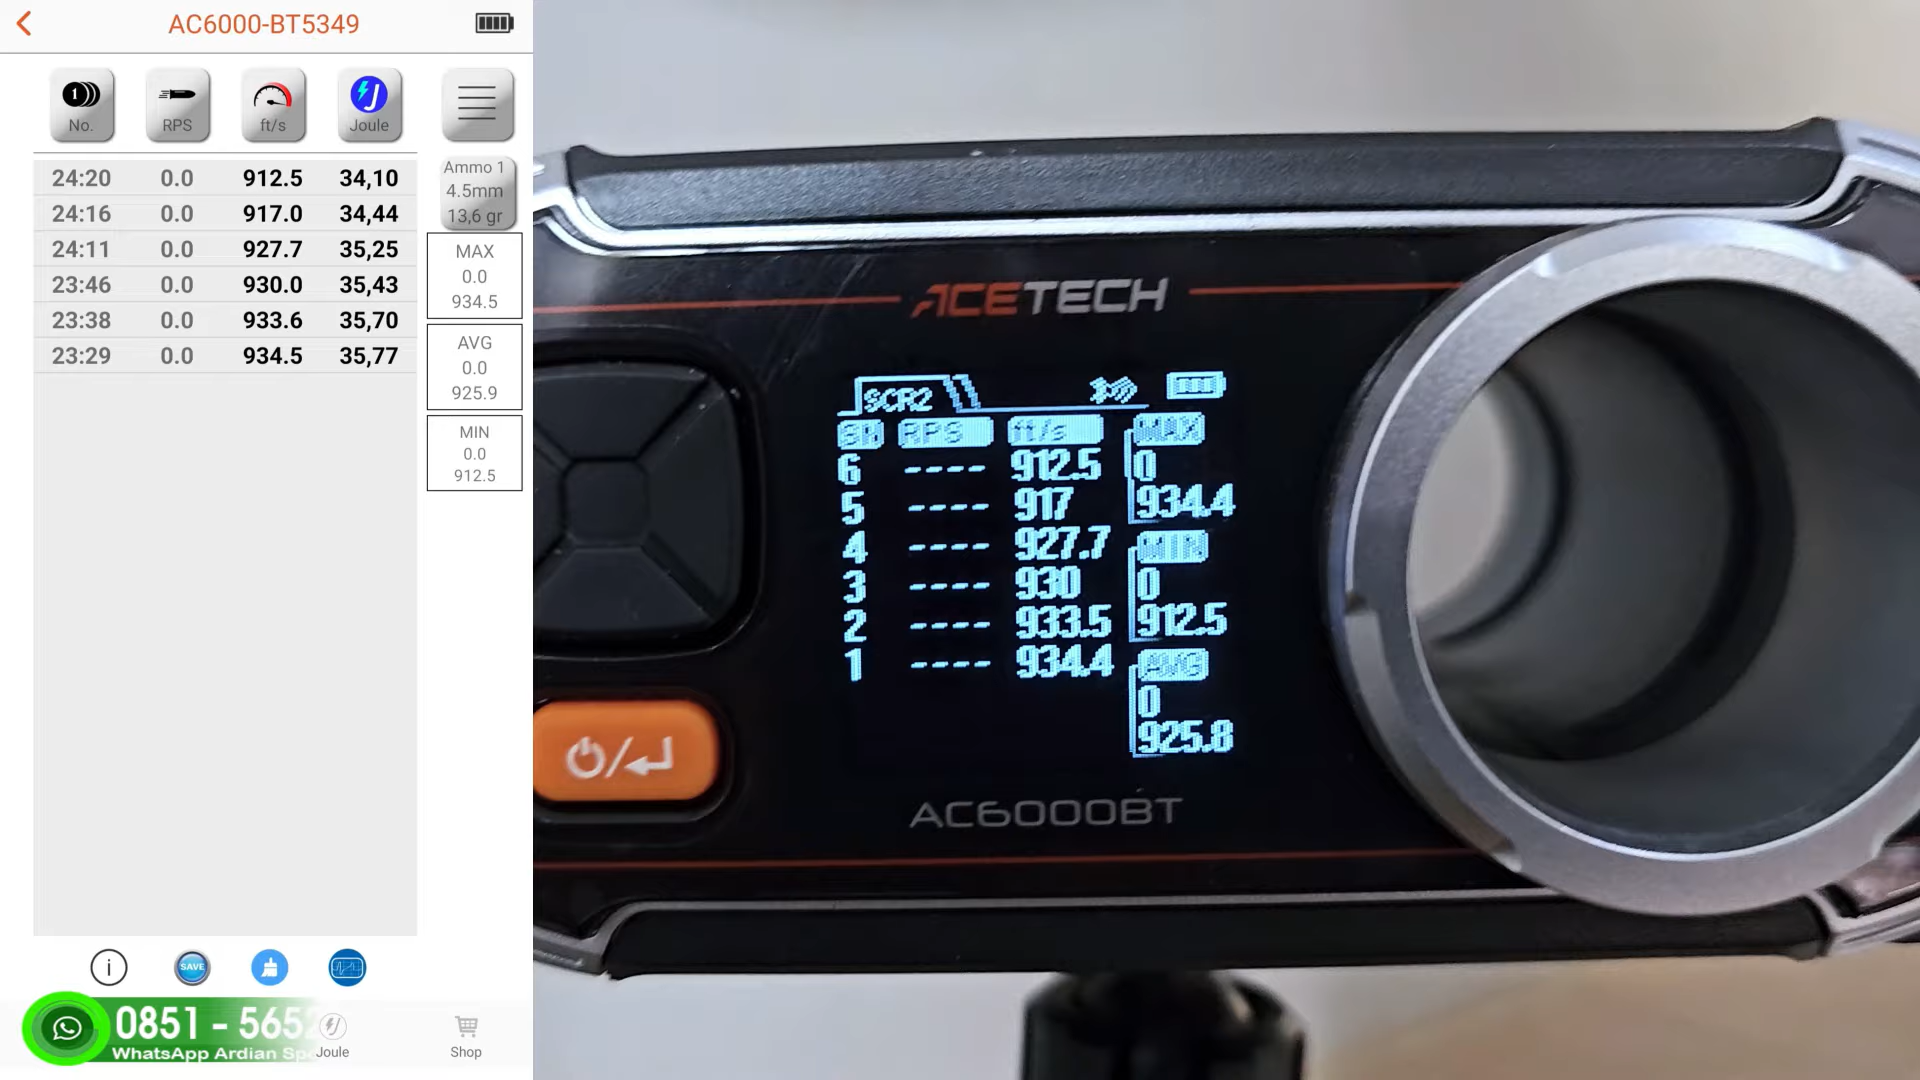 AC6000-BT5349
No. RPS ft/s Joule
24:20 0.0 912.5 34,10
24:16 0.0 917.0 34,44
24:11 0.0 927.7 35,25
23:46 0.0 930.0 35,43
23:38 0.0 933.6 35,70
23:29 0.0 934.5 35,77
Ammo 1
4.5mm
13,6 gr
MAX
0.0
934.5
AVG
0.0
925.9
MIN
0.0
912.5
SAVE
0851 - 565
WhatsApp Ardian
Joule
Shop
ACETECH
SCR2
RPS ft/s
6 ---- 912.5
5 ---- 917
4 ---- 927.7
3 ---- 930
2 ---- 933.5
1 ---- 934.4
MAX
0
934.4
MIN
0
912.5
AVG
0
925.8
AC6000BT